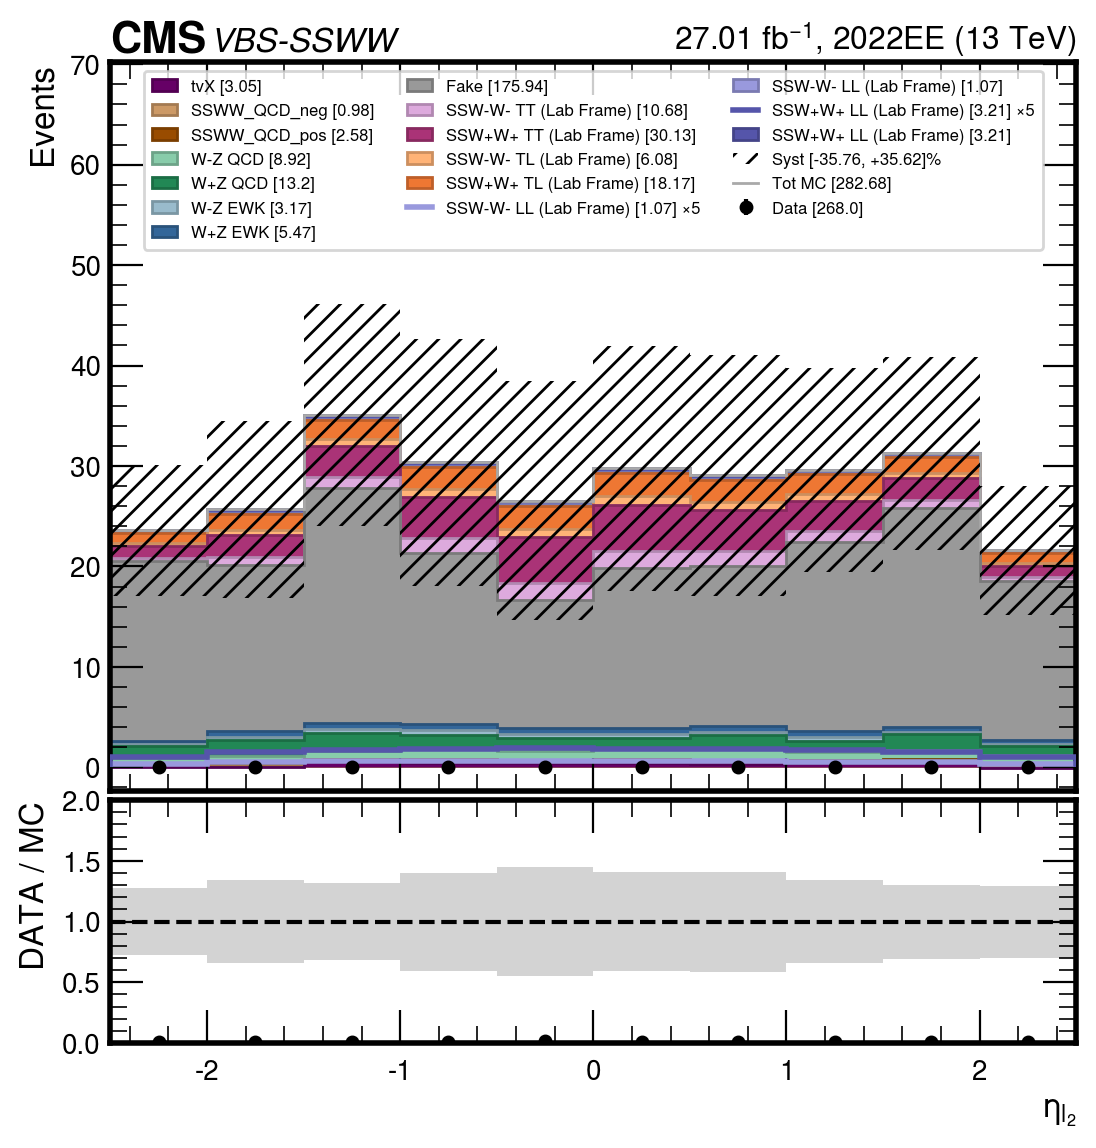 CMS VBS-SSWW 27.01 fb⁻¹, 2022EE (13 TeV)
Events
70
60
50
40
30
20
10
0
tvX [3.05]
SSWW_QCD_neg [0.98]
SSWW_QCD_pos [2.58]
W-Z QCD [8.92]
W+Z QCD [13.2]
W-Z EWK [3.17]
W+Z EWK [5.47]
Fake [175.94]
SSW-W- TT (Lab Frame) [10.68]
SSW+W+ TT (Lab Frame) [30.13]
SSW-W- TL (Lab Frame) [6.08]
SSW+W+ TL (Lab Frame) [18.17]
SSW-W- LL (Lab Frame) [1.07] ×5
SSW-W- LL (Lab Frame) [1.07]
SSW+W+ LL (Lab Frame) [3.21] ×5
SSW+W+ LL (Lab Frame) [3.21]
Syst [-35.76, +35.62]%
Tot MC [282.68]
Data [268.0]
DATA / MC
2.0
1.5
1.0
0.5
0.0
-2 -1 0 1 2
η_l₂